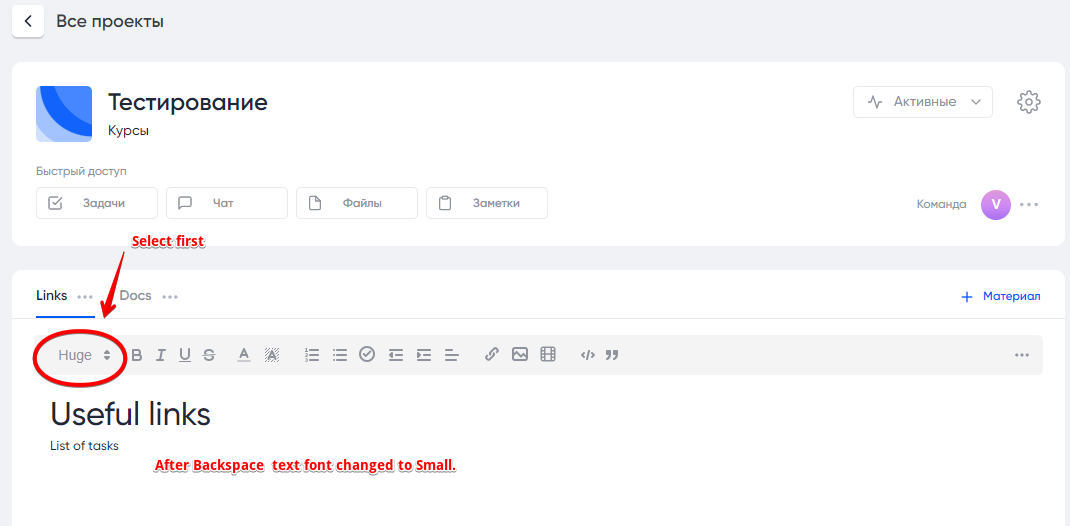 Все проекты
Тестирование
Курсы
Активные
Быстрый доступ
Задачи
Чат
Файлы
Заметки
Команда
V
Select first
Links
Docs
Материал
Huge
B I U S A A
Useful links
List of tasks
After Backspace text font changed to Small.